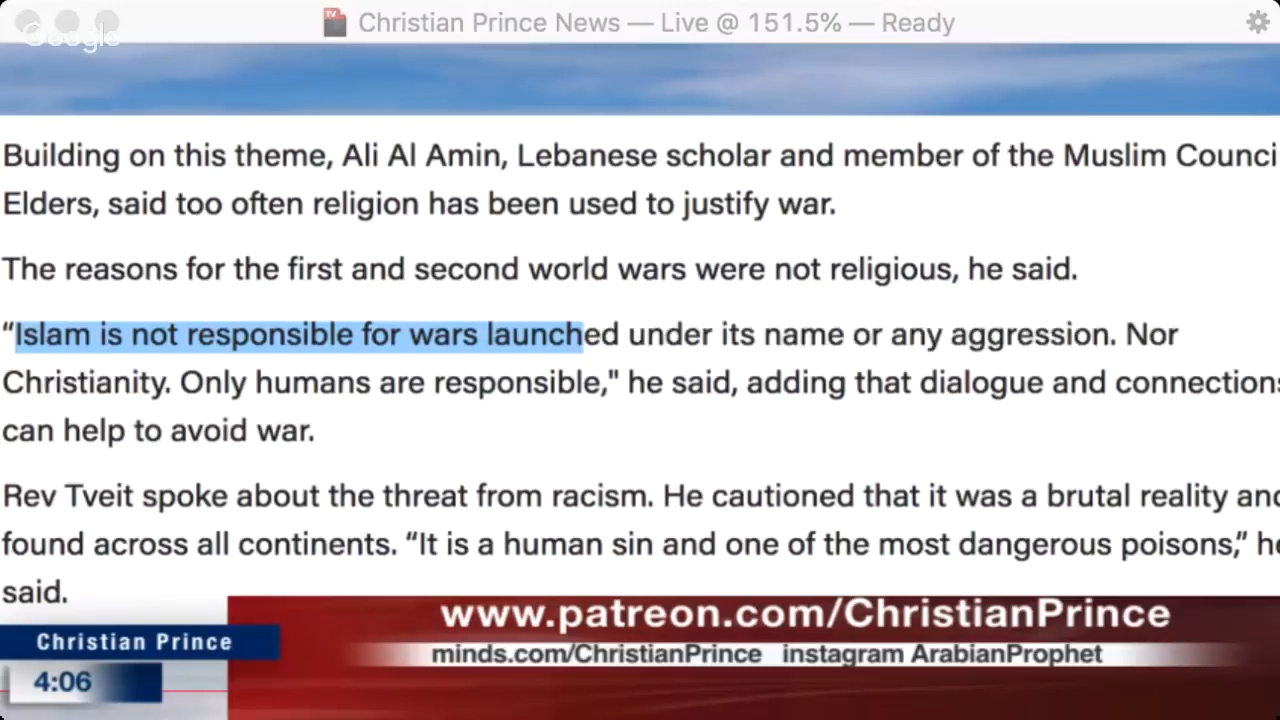 Christian Prince News — Live @ 151.5% — Ready
Google
Building on this theme, Ali Al Amin, Lebanese scholar and member of the Muslim Counci
Elders, said too often religion has been used to justify war.
The reasons for the first and second world wars were not religious, he said.
“Islam is not responsible for wars launched under its name or any aggression. Nor
Christianity. Only humans are responsible," he said, adding that dialogue and connections
can help to avoid war.
Rev Tveit spoke about the threat from racism. He cautioned that it was a brutal reality and
found across all continents. “It is a human sin and one of the most dangerous poisons,” he
said.
www.patreon.com/ChristianPrince
Christian Prince
minds.com/ChristianPrince instagram ArabianProphet
4:06